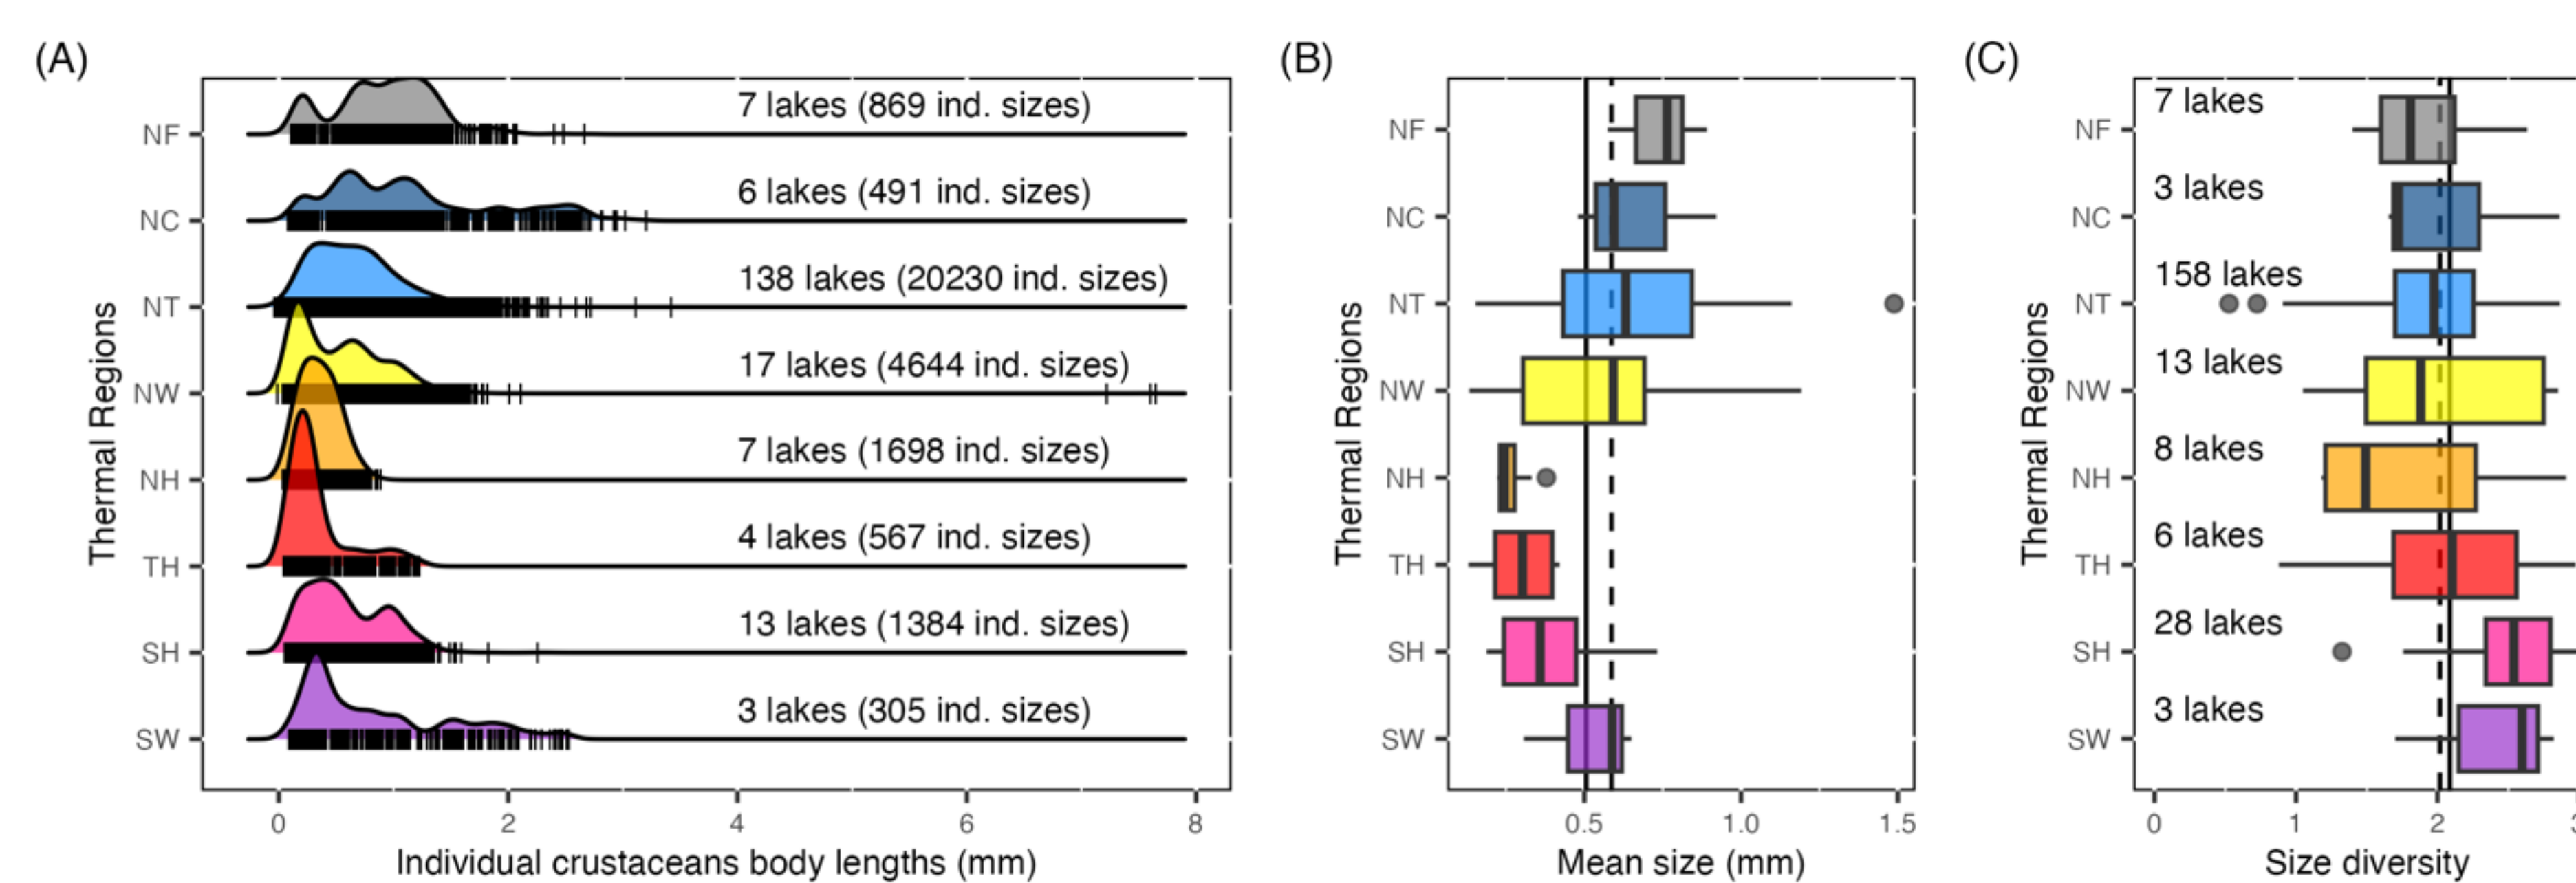 (A)
NF
7 lakes (869 ind. sizes)
NC
6 lakes (491 ind. sizes)
NT
138 lakes (20230 ind. sizes)
NW
17 lakes (4644 ind. sizes)
NH
7 lakes (1698 ind. sizes)
TH
4 lakes (567 ind. sizes)
SH
13 lakes (1384 ind. sizes)
SW
3 lakes (305 ind. sizes)
Thermal Regions
0 2 4 6 8
Individual crustaceans body lengths (mm)
(B)
NF
NC
NT
NW
NH
TH
SH
SW
Thermal Regions
0.5 1.0 1.5
Mean size (mm)
(C)
7 lakes
NF
3 lakes
NC
158 lakes
NT
13 lakes
NW
8 lakes
NH
6 lakes
TH
28 lakes
SH
3 lakes
SW
Thermal Regions
0 1 2
Size diversity